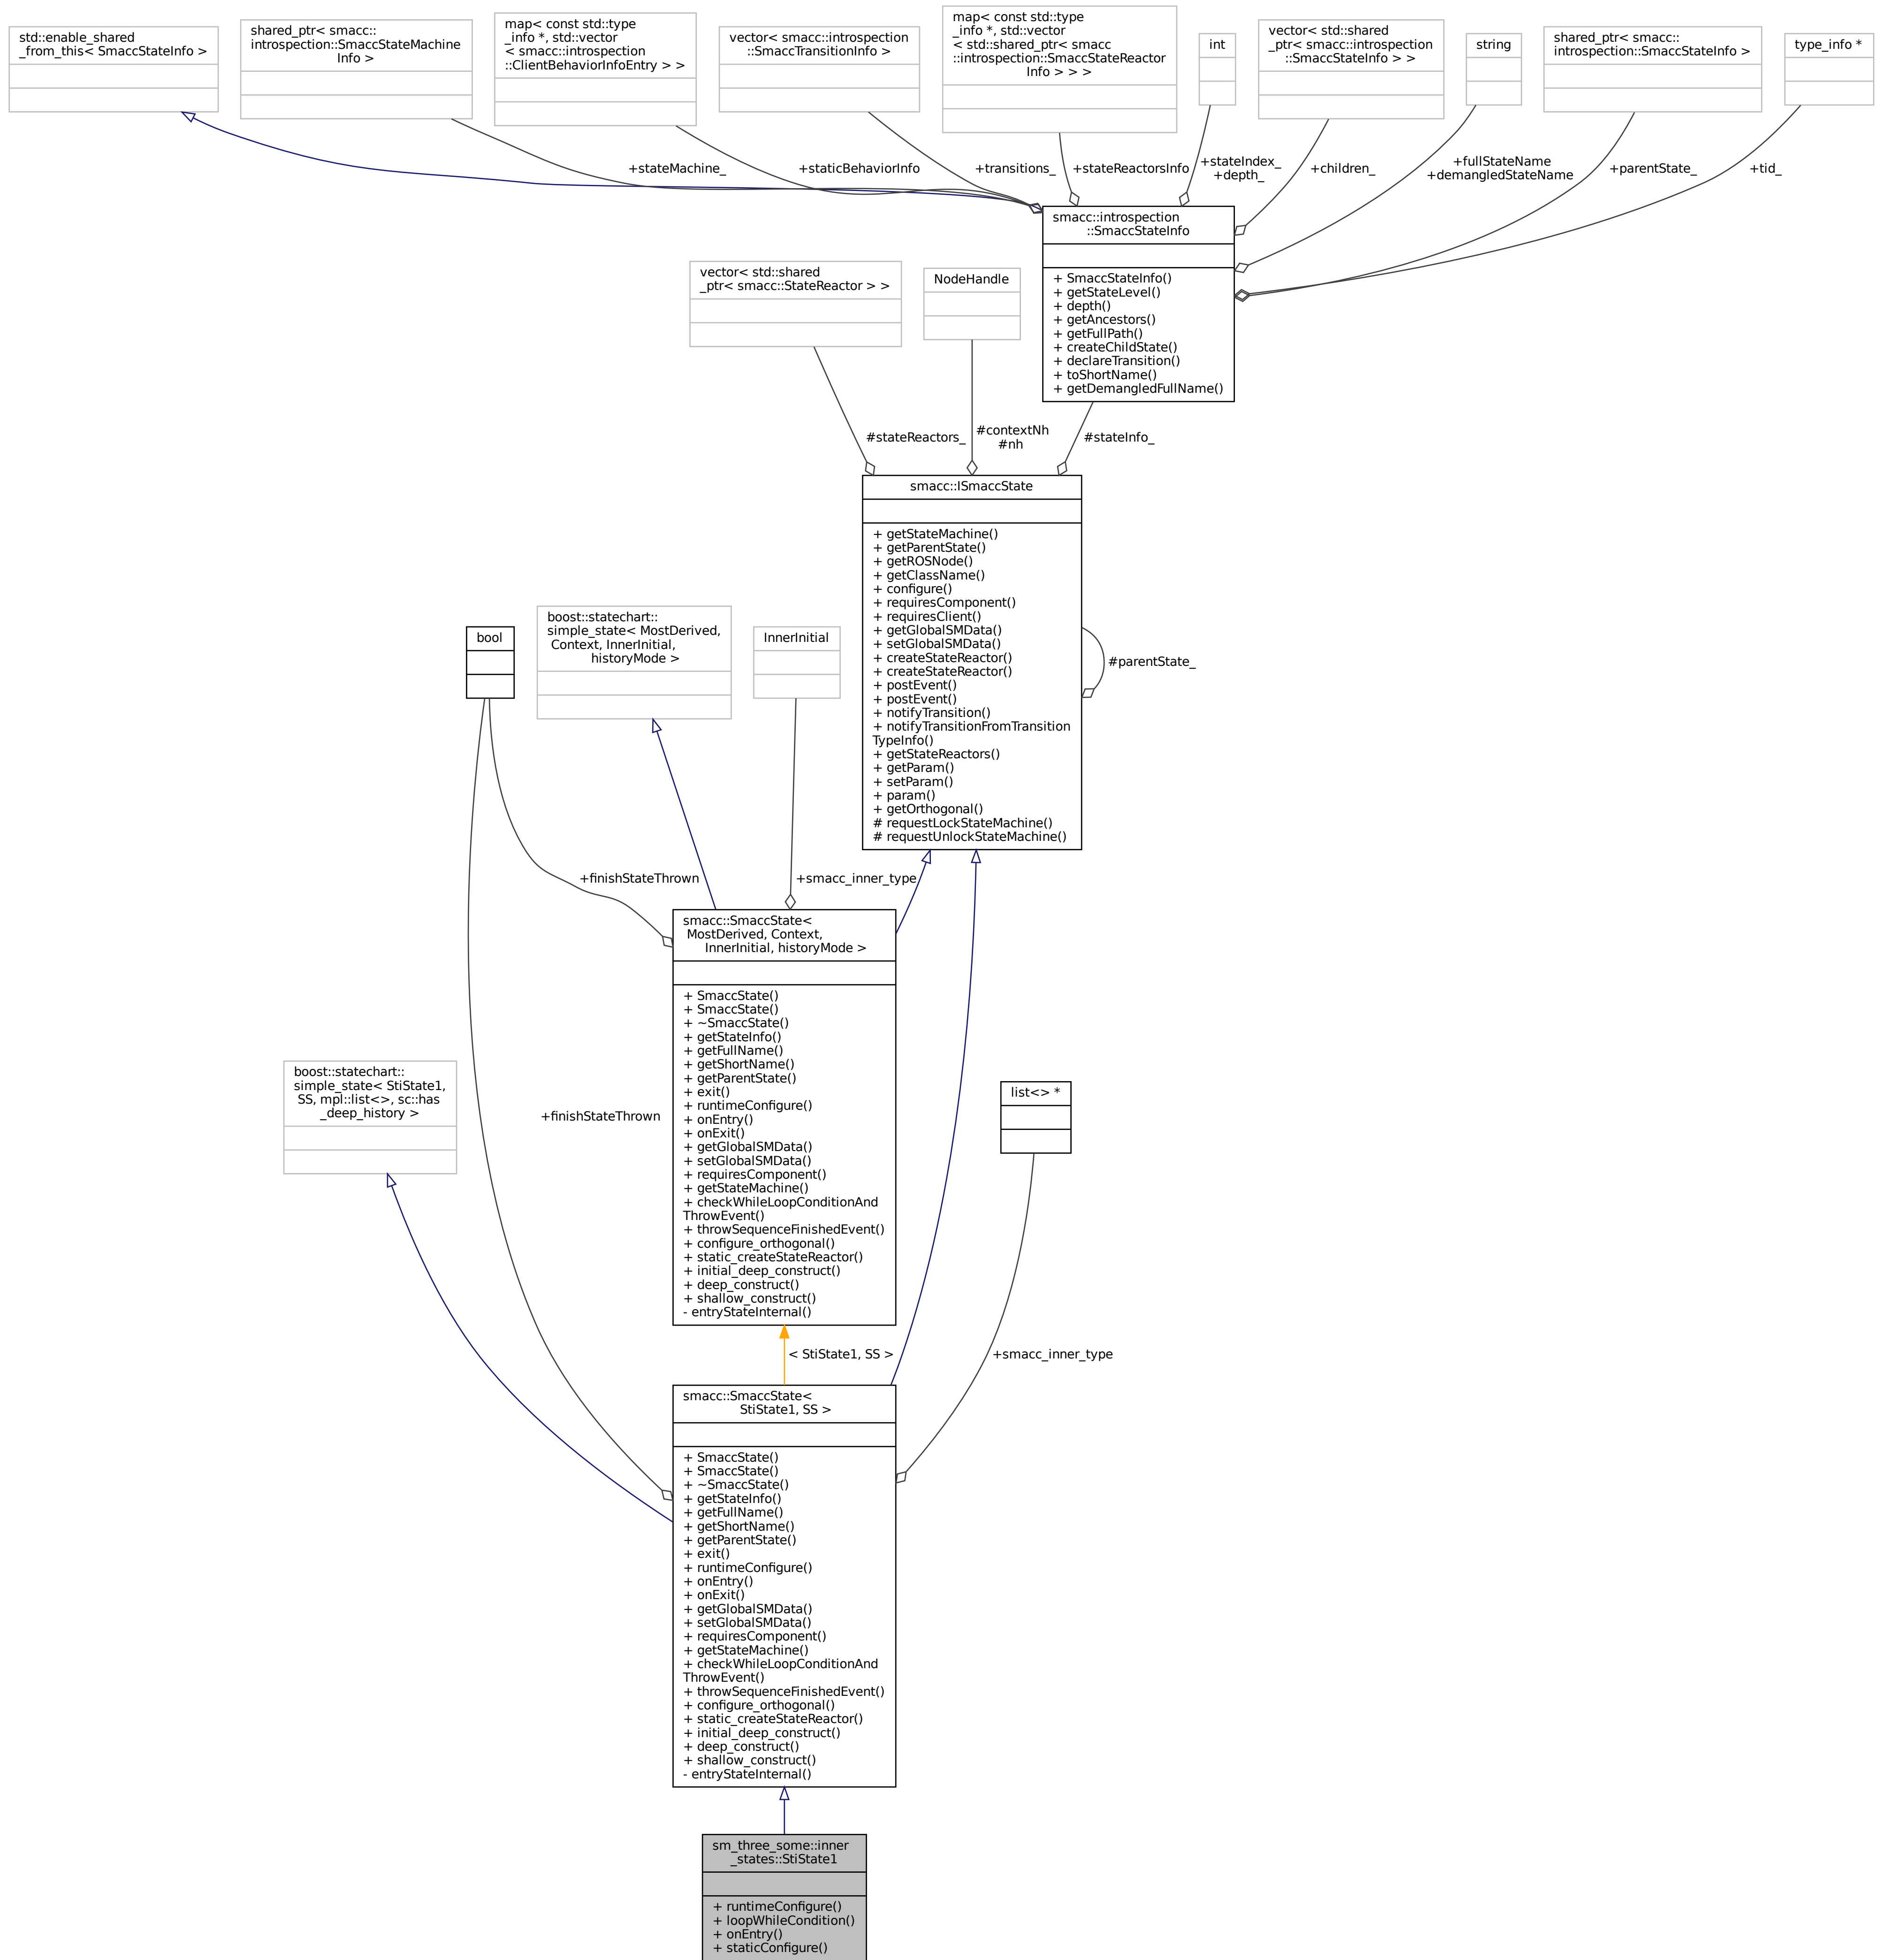 std::enable_shared
_from_this< SmaccStateInfo >
shared_ptr< smacc::
introspection::SmaccStateMachine
Info >
map< const std::type
_info *, std::vector
< smacc::introspection
::ClientBehaviorInfoEntry > >
vector< smacc::introspection
::SmaccTransitionInfo >
map< const std::type
_info *, std::vector
< std::shared_ptr< smacc
::introspection::SmaccStateReactor
Info > > >
int
vector< std::shared
_ptr< smacc::introspection
::SmaccStateInfo > >
string
shared_ptr< smacc::
introspection::SmaccStateInfo >
type_info *
+stateMachine_
+staticBehaviorInfo
+transitions_
+stateReactorsInfo
+stateIndex_
+depth_
+children_
+fullStateName
+demangledStateName
+parentState_
+tid_
smacc::introspection
::SmaccStateInfo
+ SmaccStateInfo()
+ getStateLevel()
+ depth()
+ getAncestors()
+ getFullPath()
+ createChildState()
+ declareTransition()
+ toShortName()
+ getDemangledFullName()
vector< std::shared
_ptr< smacc::StateReactor > >
NodeHandle
#stateReactors_
#contextNh
#nh
#stateInfo_
smacc::ISmaccState
+ getStateMachine()
+ getParentState()
+ getROSNode()
+ getClassName()
+ configure()
+ requiresComponent()
+ requiresClient()
+ getGlobalSMData()
+ setGlobalSMData()
+ createStateReactor()
+ createStateReactor()
+ postEvent()
+ postEvent()
+ notifyTransition()
+ notifyTransitionFromTransition
TypeInfo()
+ getStateReactors()
+ getParam()
+ setParam()
+ param()
+ getOrthogonal()
# requestLockStateMachine()
# requestUnlockStateMachine()
#parentState_
bool
boost::statechart::
simple_state< MostDerived,
Context, InnerInitial,
historyMode >
InnerInitial
+finishStateThrown
+smacc_inner_type
smacc::SmaccState<
MostDerived, Context,
InnerInitial, historyMode >
+ SmaccState()
+ SmaccState()
+ ~SmaccState()
+ getStateInfo()
+ getFullName()
+ getShortName()
+ getParentState()
+ exit()
+ runtimeConfigure()
+ onEntry()
+ onExit()
+ getGlobalSMData()
+ setGlobalSMData()
+ requiresComponent()
+ getStateMachine()
+ checkWhileLoopConditionAnd
ThrowEvent()
+ throwSequenceFinishedEvent()
+ configure_orthogonal()
+ static_createStateReactor()
+ initial_deep_construct()
+ deep_construct()
+ shallow_construct()
- entryStateInternal()
boost::statechart::
simple_state< StiState1,
SS, mpl::list<>, sc::has
_deep_history >
+finishStateThrown
list<> *
< StiState1, SS >
+smacc_inner_type
smacc::SmaccState<
StiState1, SS >
+ SmaccState()
+ SmaccState()
+ ~SmaccState()
+ getStateInfo()
+ getFullName()
+ getShortName()
+ getParentState()
+ exit()
+ runtimeConfigure()
+ onEntry()
+ onExit()
+ getGlobalSMData()
+ setGlobalSMData()
+ requiresComponent()
+ getStateMachine()
+ checkWhileLoopConditionAnd
ThrowEvent()
+ throwSequenceFinishedEvent()
+ configure_orthogonal()
+ static_createStateReactor()
+ initial_deep_construct()
+ deep_construct()
+ shallow_construct()
- entryStateInternal()
sm_three_some::inner
_states::StiState1
+ runtimeConfigure()
+ loopWhileCondition()
+ onEntry()
+ staticConfigure()